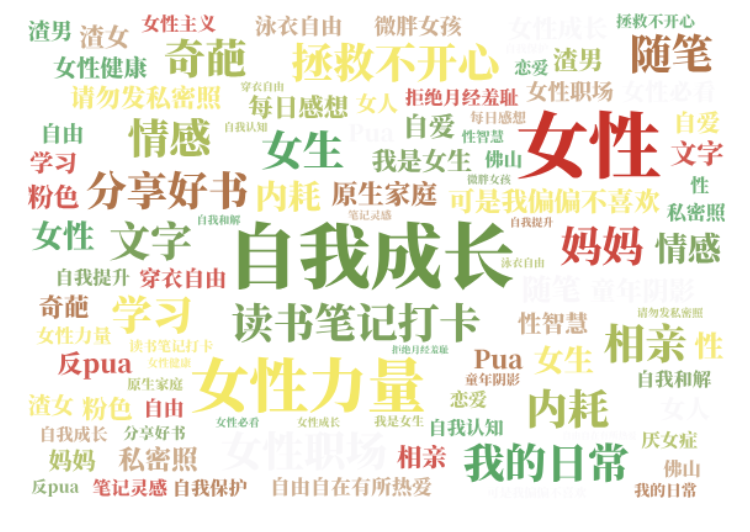 渣男 渣女 女性主义 泳衣自由 微胖女孩 女性成长 拯救不开心
女性健康 奇葩 拯救不开心 恋爱 渣男 随笔
请勿发私密照 穿衣自由 每日感想 女人 拒绝月经羞耻 女性职场 女性必看
自由 情感 自我认知 女生 Pua 自爱 每日感想 性智慧 女性 自爱
学习 我是女生 佛山 文字
粉色 分享好书 内耗 原生家庭 微胖女孩 可是我偏偏不喜欢 性 私密照
女性 文字 自我和解 笔记灵感 自我成长 自我提升 妈妈 情感
自我提升 穿衣自由 泳衣自由 随笔 童年阴影
奇葩 学习 读书笔记打卡 性智慧 请勿发私密照
女性力量 读书笔记打卡 拒绝月经羞耻 相亲 性
反pua 女性健康 女性力量 Pua 女生 自我和解
原生家庭 童年阴影
渣女 粉色 自由 恋爱 内耗 女人
自我成长 分享好书 女性必看 女性成长 我是女生 自我认知 厌女症
妈妈 私密照 女性职场 相亲 我的日常 佛山
反pua 笔记灵感 自我保护 自由自在有所热爱 我的日常